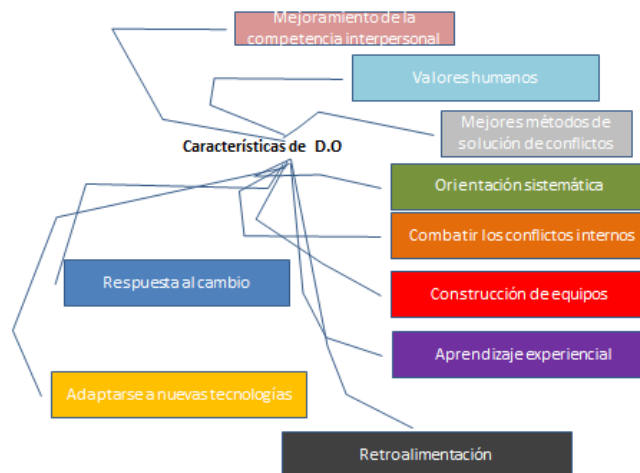 Mejoramiento de la
competencia interpersonal
Valores humanos
Mejores métodos de
solución de conflictos
Características de D.O
Orientación sistemática
Combatir los conflictos internos
Respuesta al cambio
Construcción de equipos
Aprendizaje experiencial
Adaptarse a nuevas tecnologías
Retroalimentación